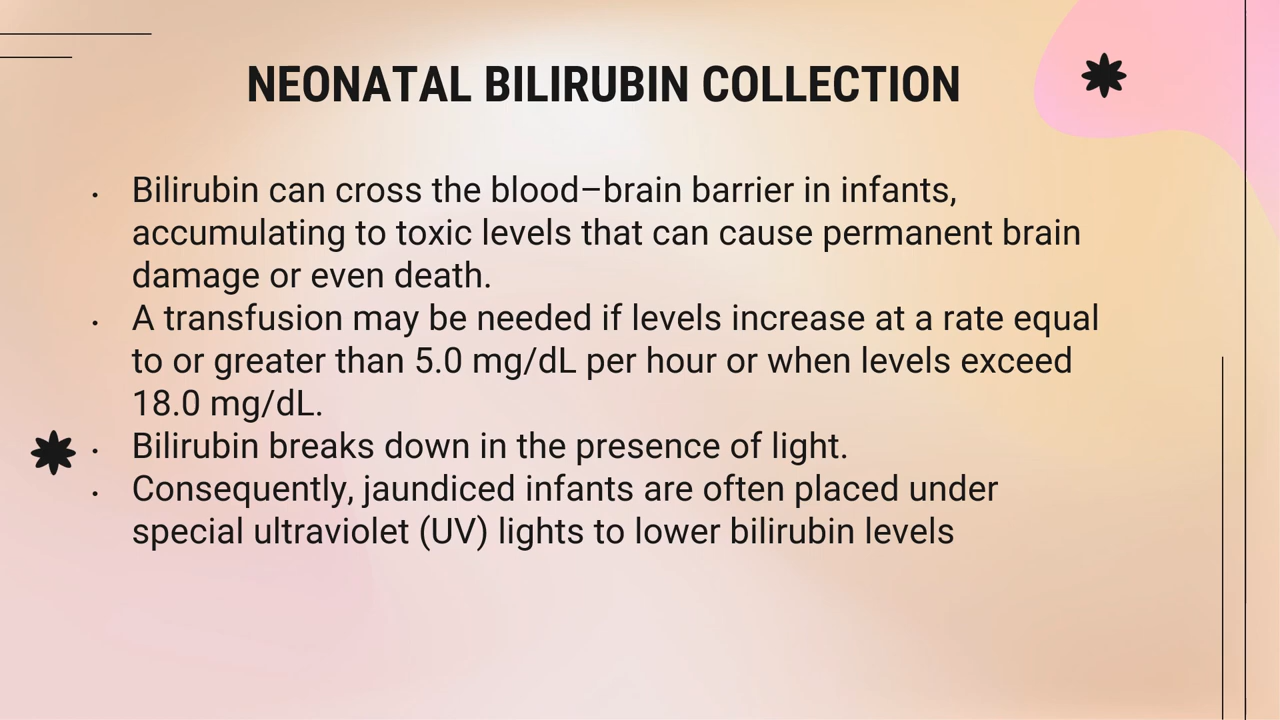 NEONATAL BILIRUBIN COLLECTION
• Bilirubin can cross the blood–brain barrier in infants,
accumulating to toxic levels that can cause permanent brain
damage or even death.
• A transfusion may be needed if levels increase at a rate equal
to or greater than 5.0 mg/dL per hour or when levels exceed
18.0 mg/dL.
• Bilirubin breaks down in the presence of light.
• Consequently, jaundiced infants are often placed under
special ultraviolet (UV) lights to lower bilirubin levels